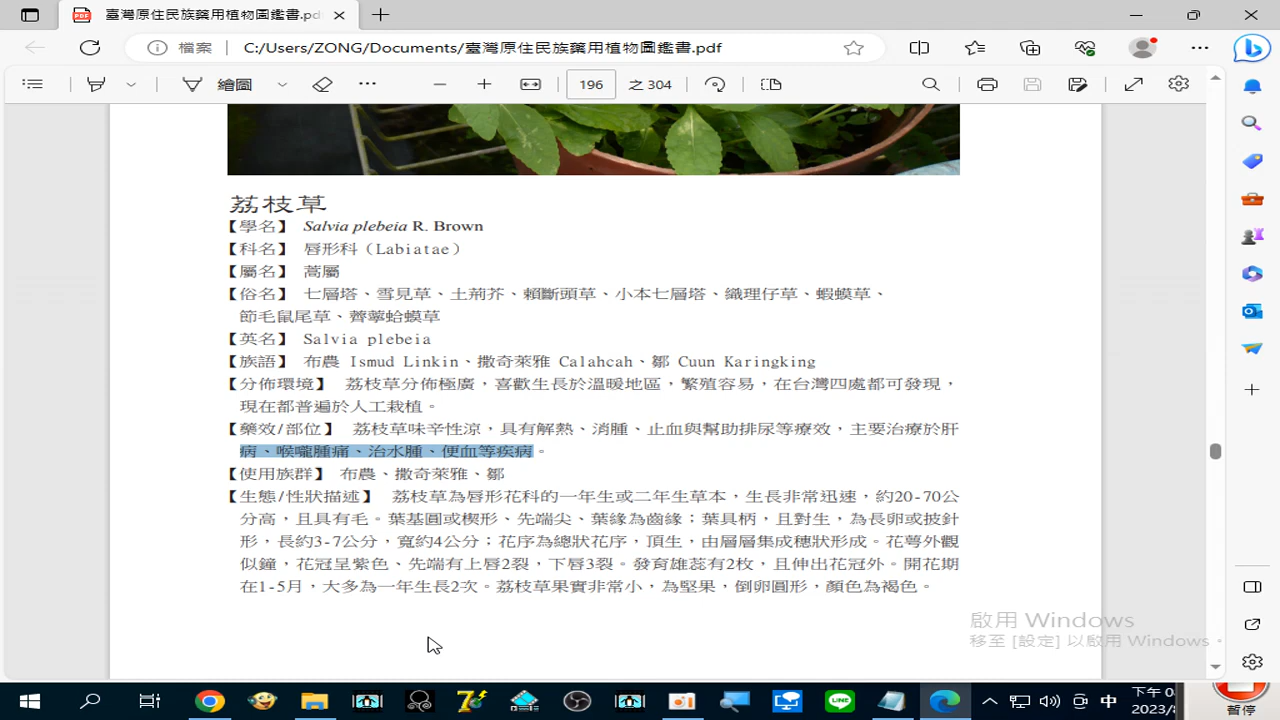 臺灣原住民族藥用植物圖鑑書.pd
檔案 C:/Users/ZONG/Documents/臺灣原住民族藥用植物圖鑑書.pdf
繪圖 196 之 304
荔枝草
【學名】 Salvia plebeia R. Brown
【科名】 唇形科（Labiatae）
【屬名】 蒿屬
【俗名】 七層塔、雪見草、土荊芥、賴斷頭草、小本七層塔、織理仔草、蝦蟆草、
節毛鼠尾草、薺薴蛤蟆草
【英名】 Salvia plebeia
【族語】 布農 Ismud Linkin、撒奇萊雅 Calahcah、鄒 Cuun Karingking
【分佈環境】 荔枝草分佈極廣，喜歡生長於溫暖地區，繁殖容易，在台灣四處都可發現，
現在都普遍於人工栽植。
【藥效/部位】 荔枝草味辛性涼，具有解熱、消腫、止血與幫助排尿等療效，主要治療於肝
病、喉嚨腫痛、治水腫、便血等疾病。
【使用族群】 布農、撒奇萊雅、鄒
【生態/性狀描述】 荔枝草為唇形花科的一年生或二年生草本，生長非常迅速，約20-70公
分高，且具有毛。葉基圓或楔形、先端尖、葉緣為齒緣；葉具柄，且對生，為長卵或披針
形，長約3-7公分，寬約4公分；花序為總狀花序，頂生，由層層集成穗狀形成。花萼外觀
似鐘，花冠呈紫色、先端有上唇2裂，下唇3裂。發育雄蕊有2枚，且伸出花冠外。開花期
在1-5月，大多為一年生長2次。荔枝草果實非常小，為堅果，倒卵圓形，顏色為褐色。
啟用 Windows
移至 [設定] 以啟用 Windows。
中 下午 0
2023/8
暫停